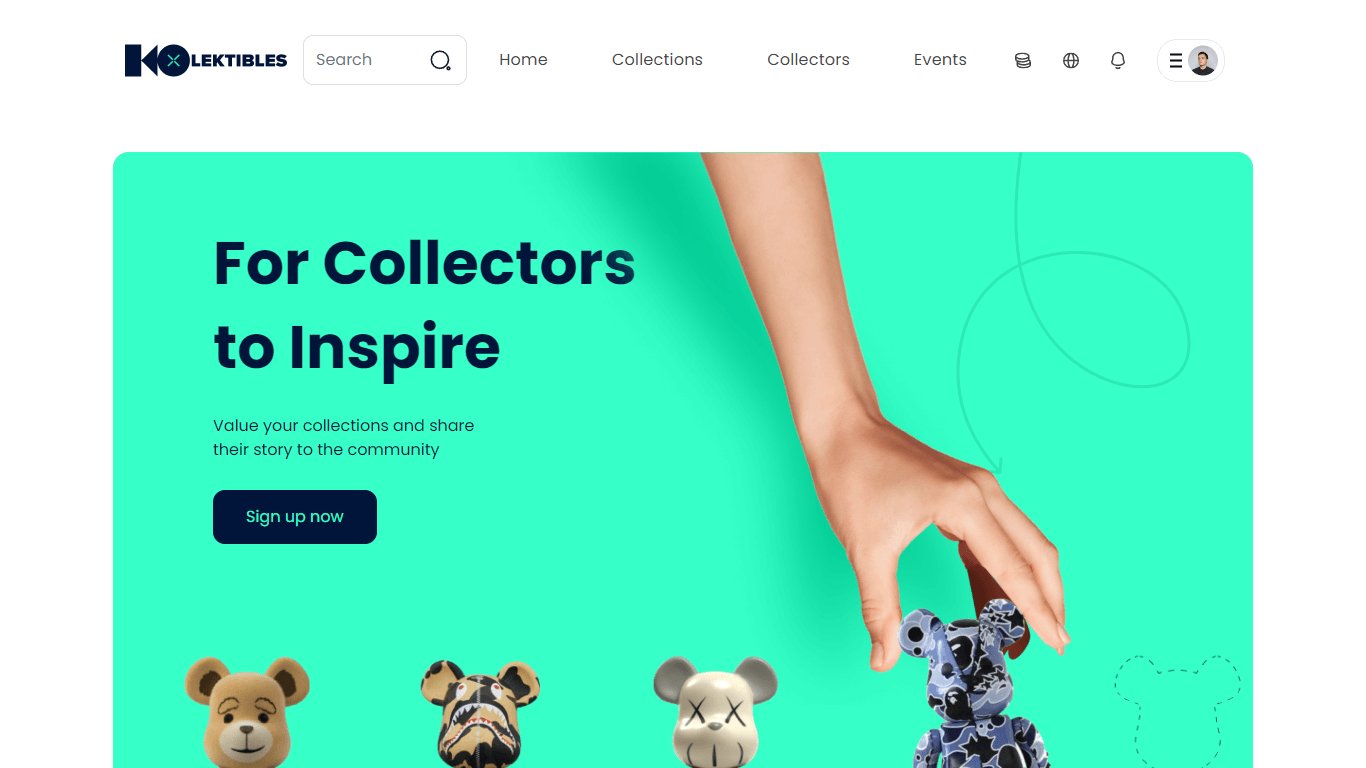 KOLEKTIBLES
Search
Home
Collections
Collectors
Events
For Collectors
to Inspire
Value your collections and share
their story to the community
Sign up now